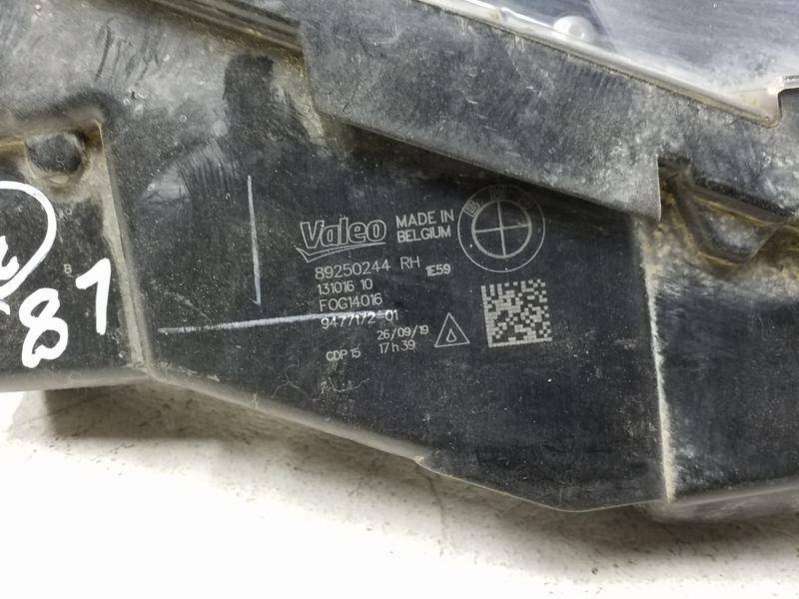 Valeo MADE IN BELGIUM
BMW
89250244 RH 1E59
131016 10
FOG14016
9477172-01
26/09/19
CDP 15 17h39
B
81